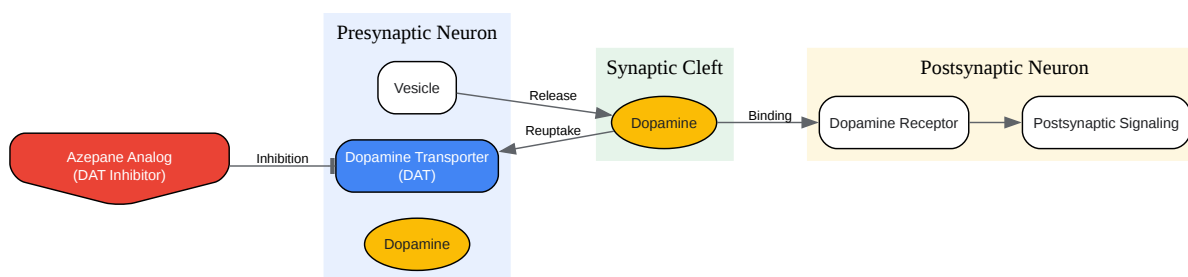 Presynaptic Neuron
Vesicle
Release
Reuptake
Azepane Analog
(DAT Inhibitor)
Inhibition
Dopamine Transporter
(DAT)
Dopamine
Synaptic Cleft
Dopamine
Binding
Postsynaptic Neuron
Dopamine Receptor
Postsynaptic Signaling